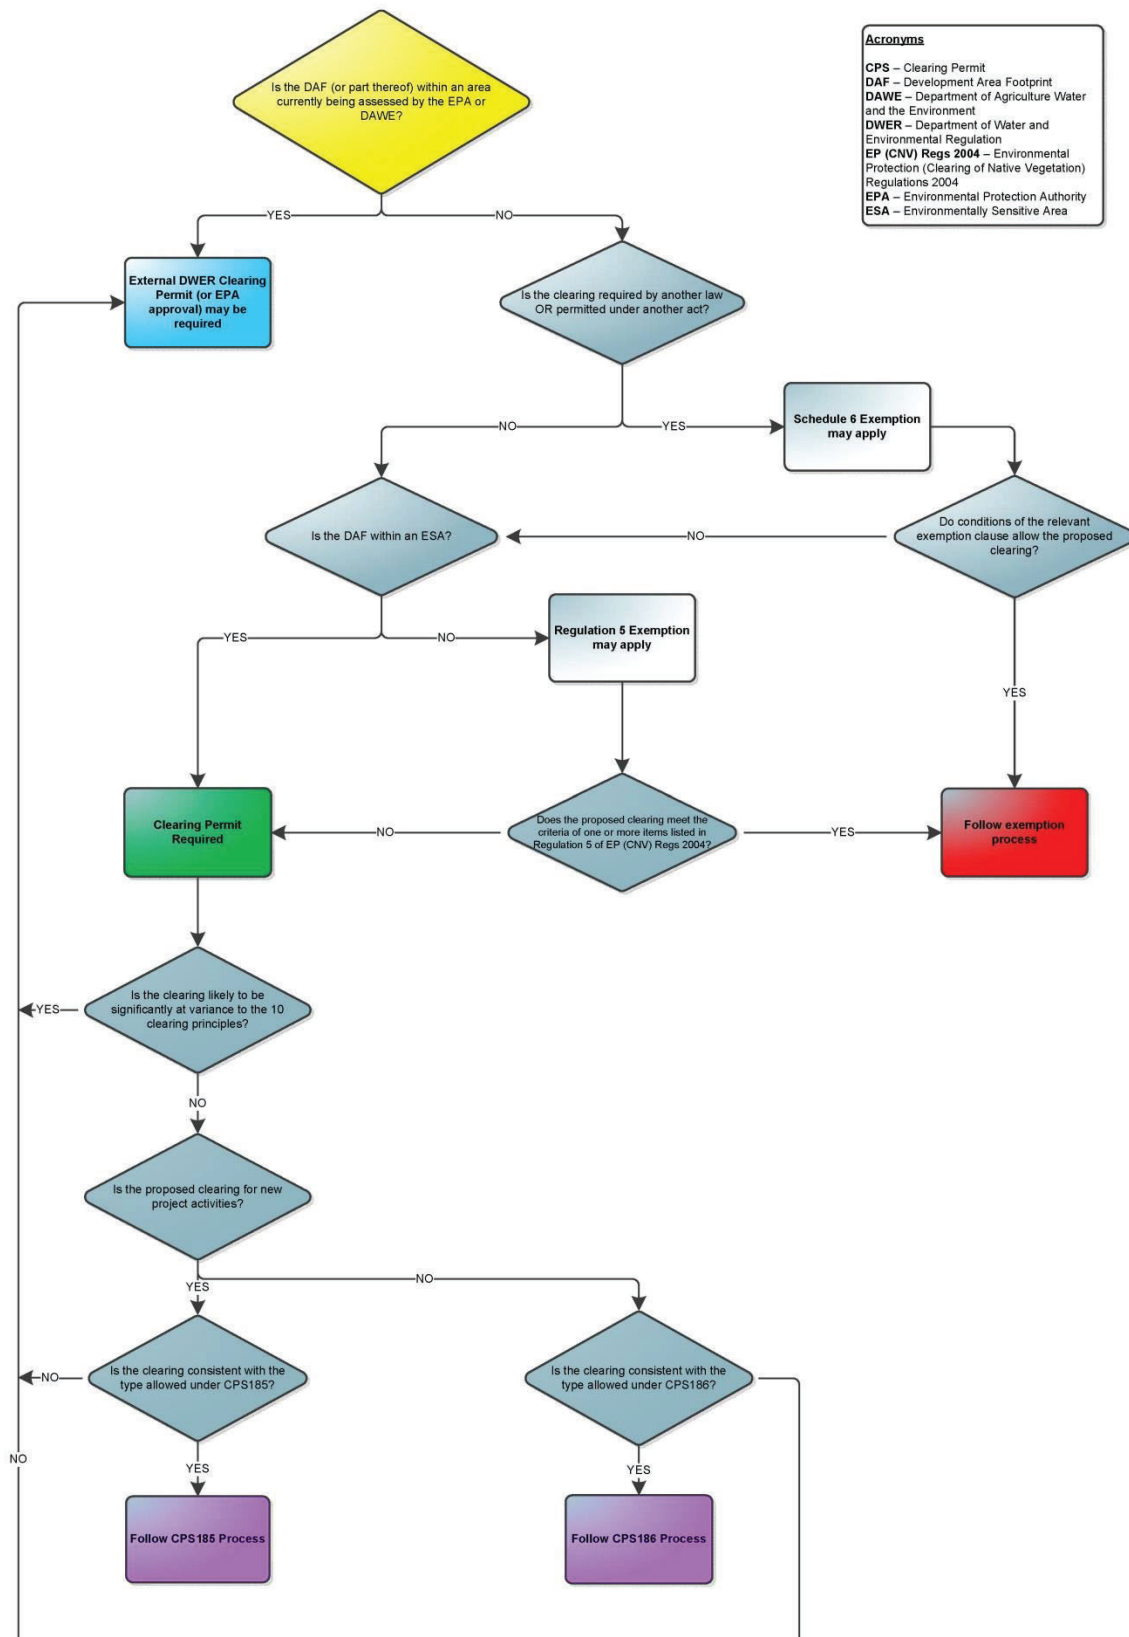 Is the DAF (or part thereof) within an area
currently being assessed by the EPA or
DAWE?
Acronyms
CPS – Clearing Permit
DAF – Development Area Footprint
DAWE – Department of Agriculture Water
and the Environment
DWER – Department of Water and
Environmental Regulation
EP (CNV) Regs 2004 – Environmental
Protection (Clearing of Native Vegetation)
Regulations 2004
EPA – Environmental Protection Authority
ESA – Environmentally Sensitive Area
YES
NO
External DWER Clearing
Permit (or EPA
approval) may be
required
Is the clearing required by another law
OR permitted under another act?
NO
YES
Schedule 6 Exemption
may apply
Is the DAF within an ESA?
NO
Do conditions of the relevant
exemption clause allow the proposed
clearing?
YES
NO
Regulation 5 Exemption
may apply
YES
Clearing Permit
Required
NO
Does the proposed clearing meet the
criteria of one or more items listed in
Regulation 5 of EP (CNV) Regs 2004?
YES
Follow exemption
process
YES
Is the clearing likely to be
significantly at variance to the 10
clearing principles?
NO
Is the proposed clearing for new
project activities?
YES
NO
NO
Is the clearing consistent with the
type allowed under CPS185?
Is the clearing consistent with the
type allowed under CPS186?
NO
YES
YES
Follow CPS185 Process
Follow CPS186 Process